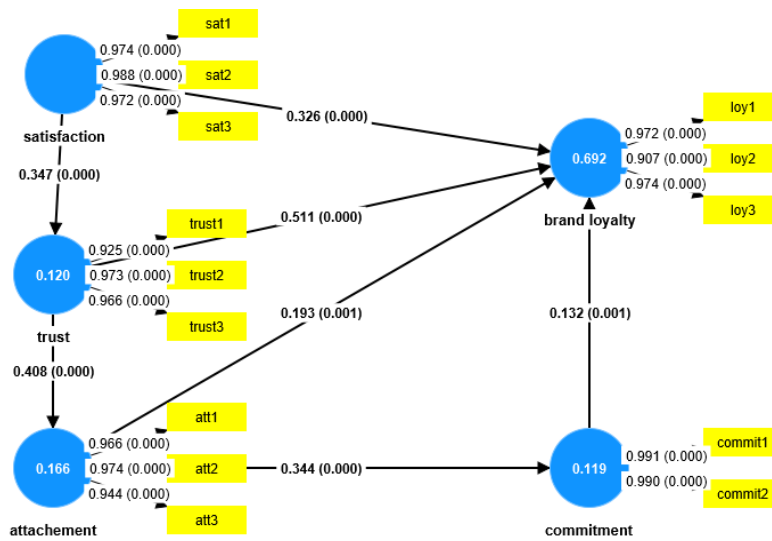 sat1
0.974 (0.000)
sat2
0.988 (0.000)
0.972 (0.000)
sat3
satisfaction
0.326 (0.000)
loy1
0.972 (0.000)
0.692
0.907 (0.000)
loy2
0.974 (0.000)
loy3
brand loyalty
0.347 (0.000)
trust1
0.511 (0.000)
0.925 (0.000)
0.120
0.973 (0.000)
trust2
0.966 (0.000)
trust3
trust
0.193 (0.001)
0.132 (0.001)
0.408 (0.000)
att1
0.966 (0.000)
0.166
0.974 (0.000)
att2
0.344 (0.000)
0.944 (0.000)
att3
attachement
commit1
0.991 (0.000)
0.119
0.990 (0.000)
commit2
commitment